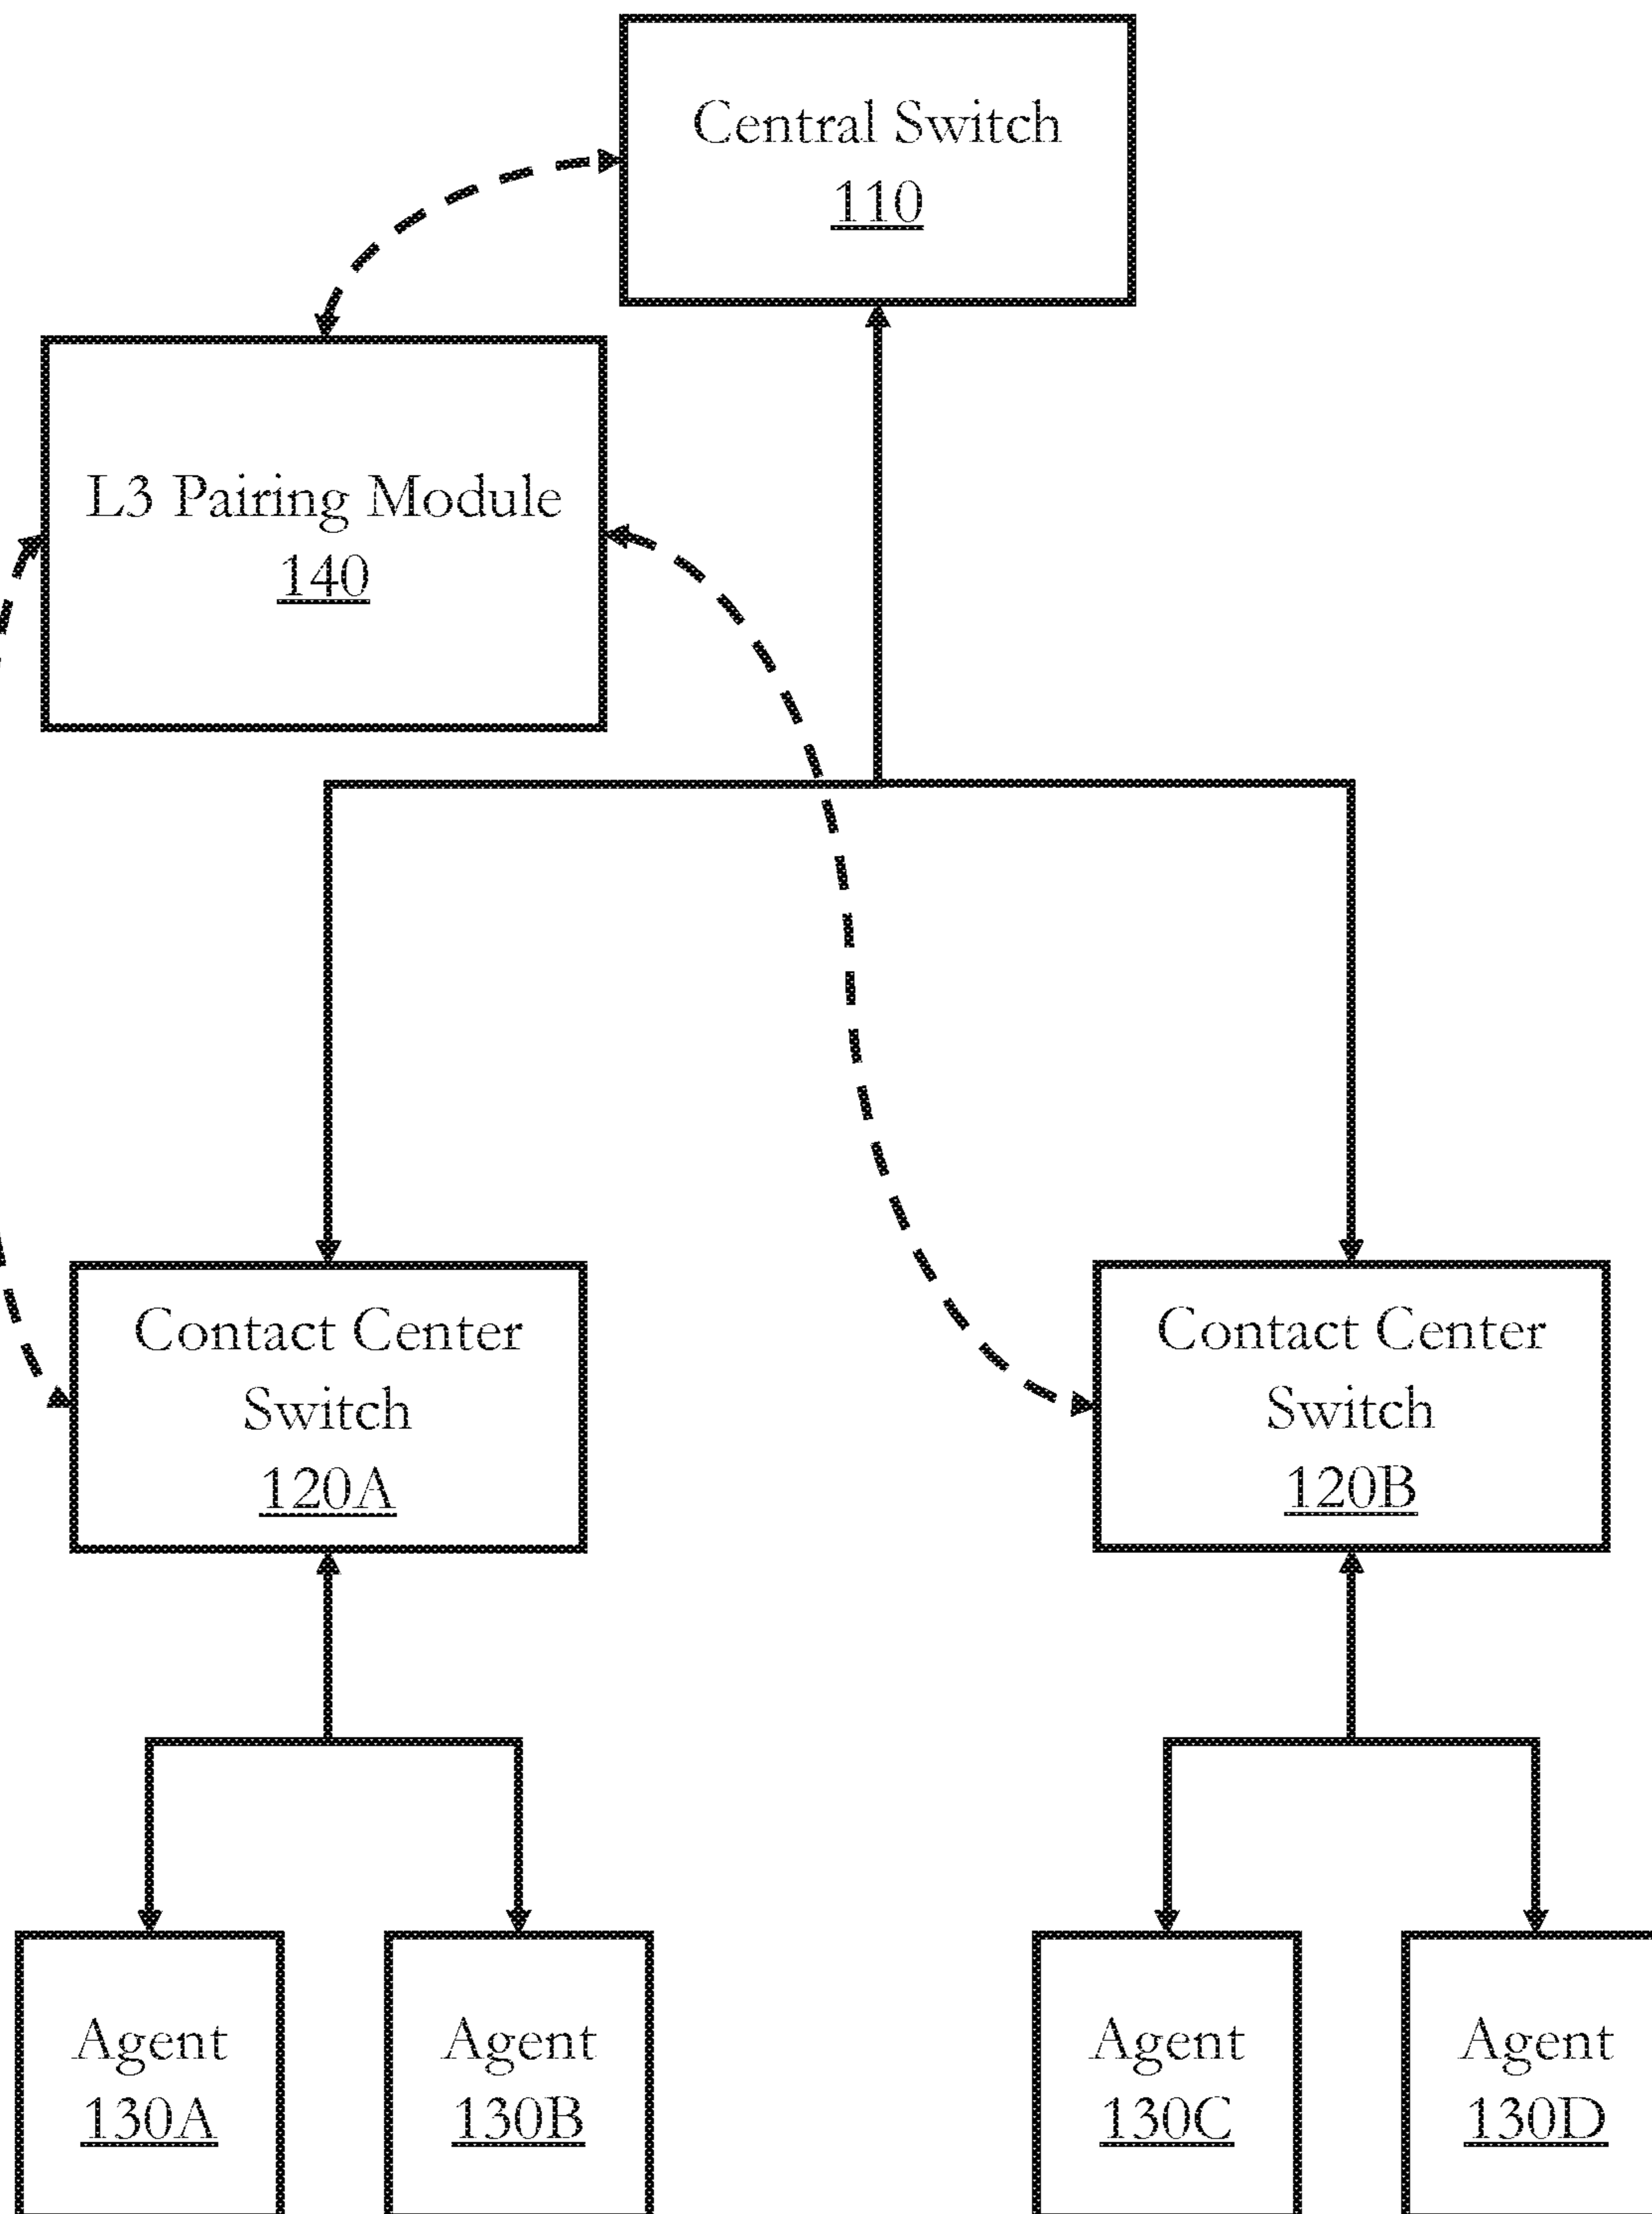 Central Switch
110
L3 Pairing Module
140
Contact Center
Switch
120A
Contact Center
Switch
120B
Agent
130A
Agent
130B
Agent
130C
Agent
130D